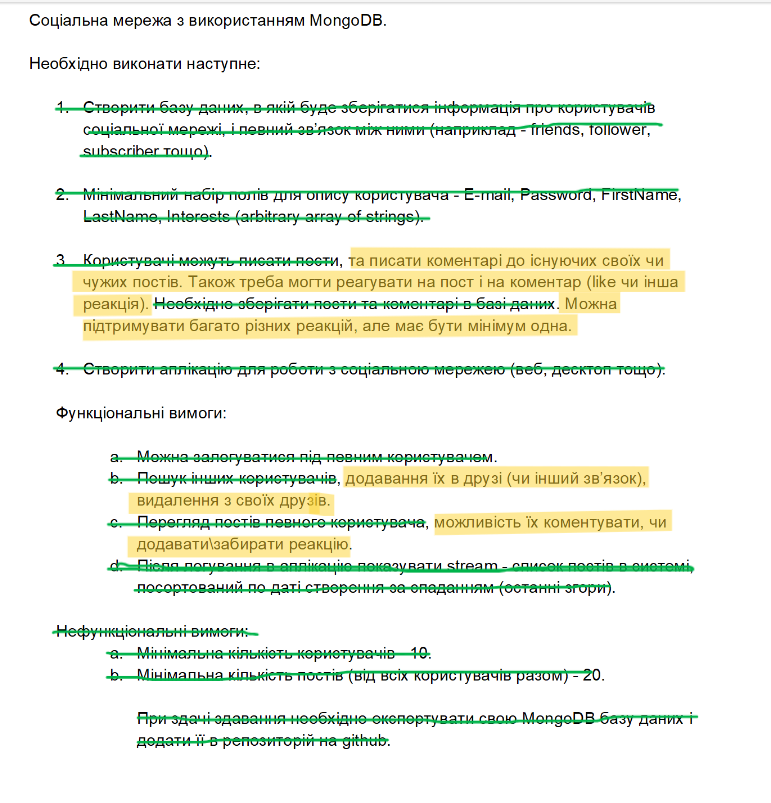 Соціальна мережа з використанням MongoDB.
Необхідно виконати наступне:
1. Створити базу даних, в якій буде зберігатися інформація про користувачів
соціальної мережі, і певний зв'язок між ними (наприклад - friends, follower,
subscriber тощо).
2. Мінімальний набір полів для опису користувача - E-mail, Password, FirstName,
LastName, Interests (arbitrary array of strings).
3. Користувачі можуть писати пости, та писати коментарі до існуючих своїх чи
чужих постів. Також треба могти реагувати на пост і на коментар (like чи інша
реакція). Необхідно зберігати пости та коментарі в базі даних. Можна
підтримувати багато різних реакцій, але має бути мінімум одна.
4. Створити аплікацію для роботи з соціальною мережею (веб, десктоп тощо).
Функціональні вимоги:
a. Можна залогуватися під певним користувачем.
b. Пошук інших користувачів, додавання їх в друзі (чи інший зв'язок),
видалення з своїх друзів.
c. Перегляд постів певного користувача, можливість їх коментувати, чи
додавати\забирати реакцію.
d. Після логування в аплікацію показувати stream - список постів в системі,
посортований по даті створення за спаданням (останні згори).
Нефункціональні вимоги:
a. Мінімальна кількість користувачів - 10.
b. Мінімальна кількість постів (від всіх користувачів разом) - 20.
При здачі здавання необхідно експортувати свою MongoDB базу даних і
додати її в репозиторій на github.